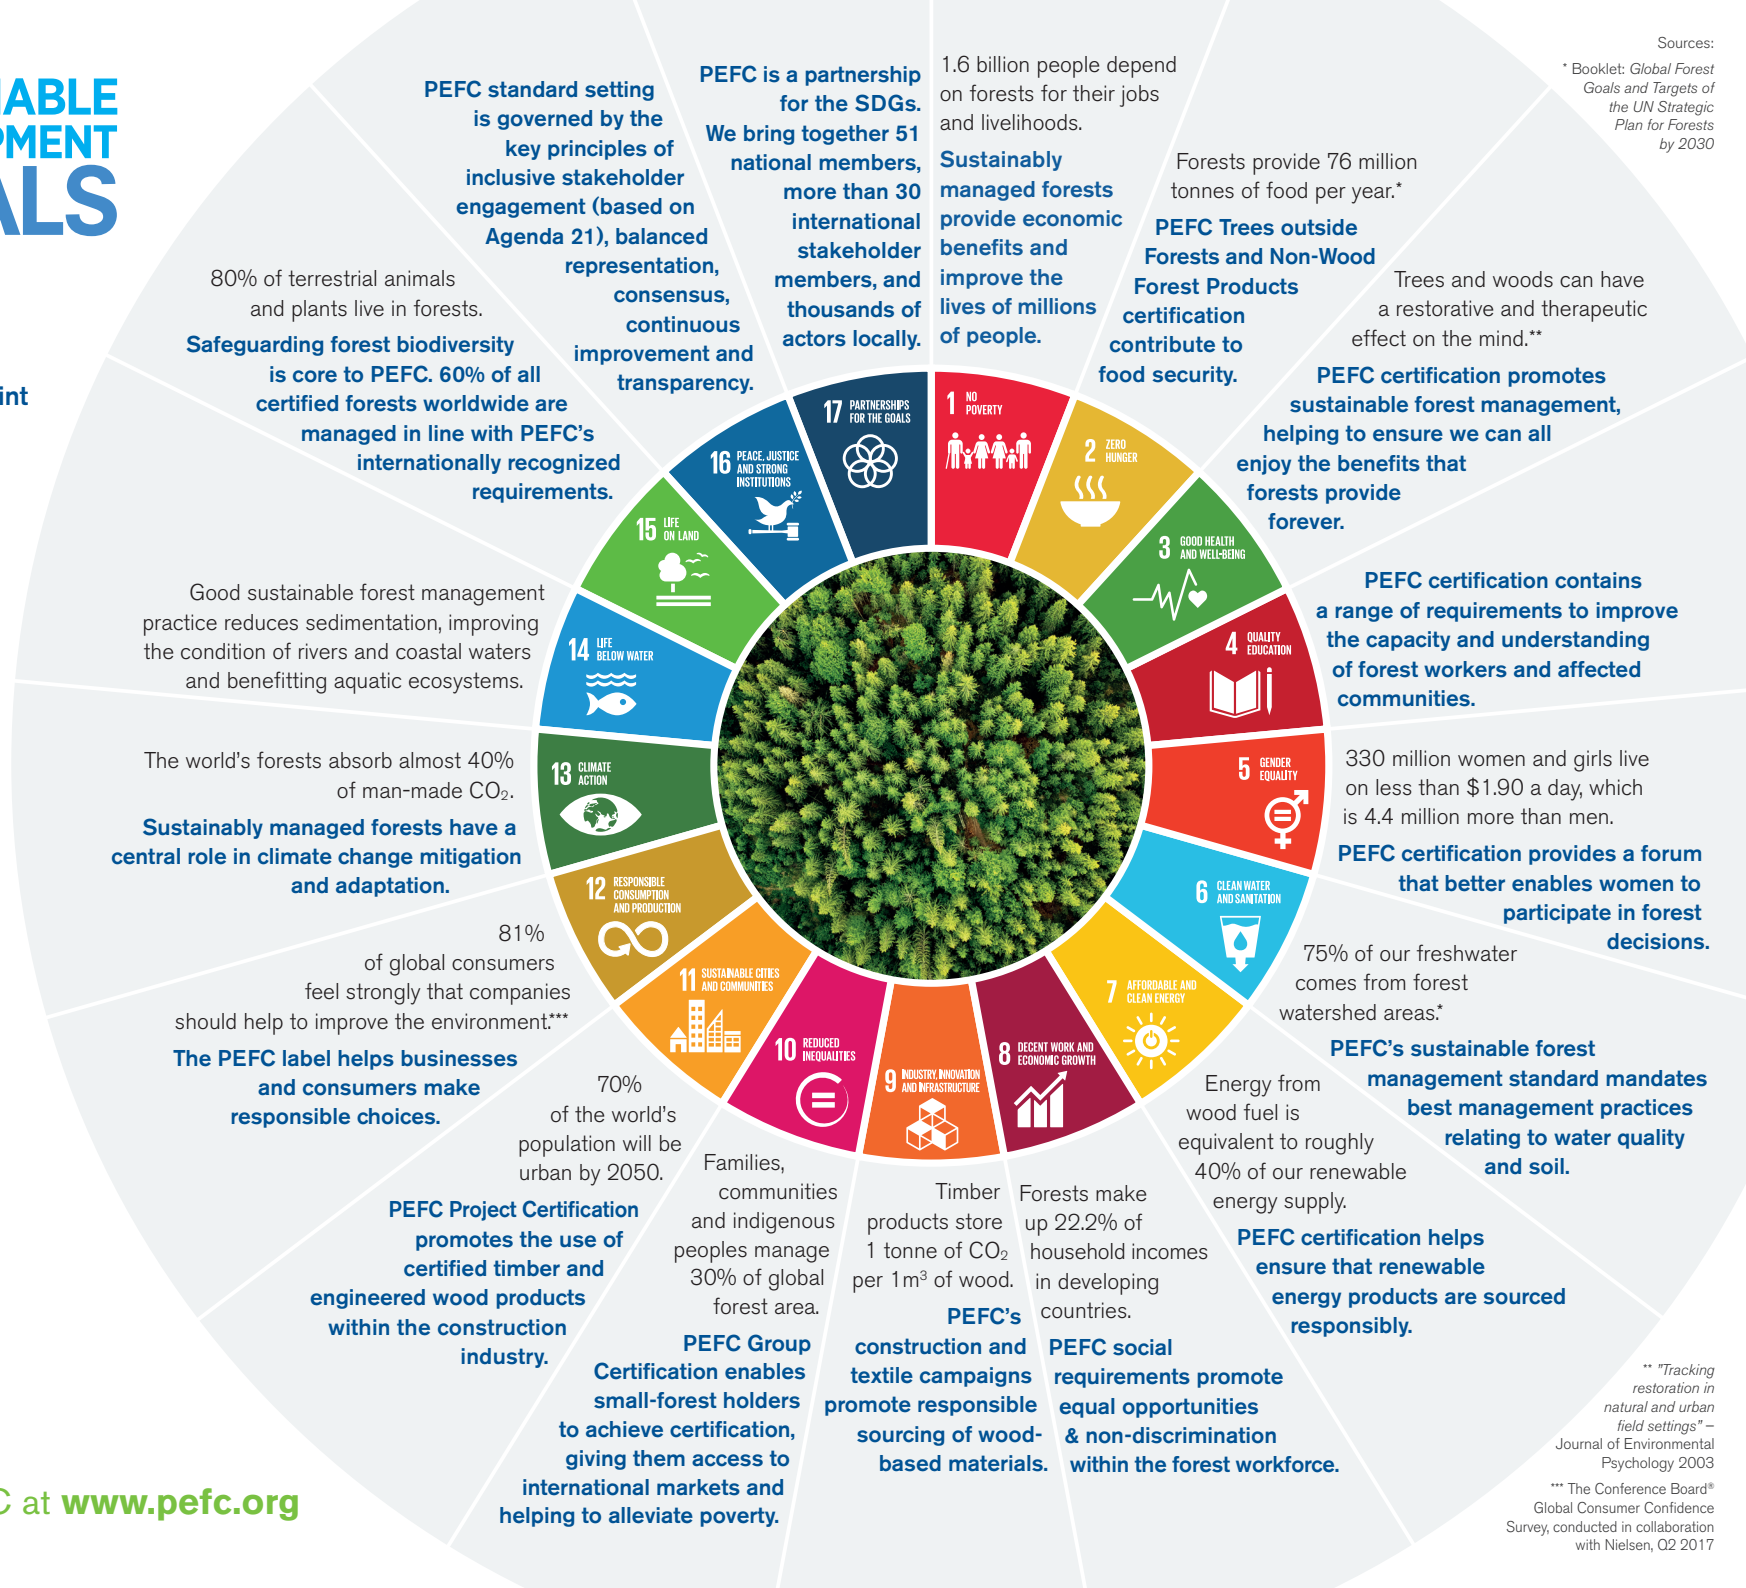 IABLE
PMENT
ALS
int
C at www.pefc.org
Sources:
* Booklet: Global Forest
Goals and Targets of
the UN Strategic
Plan for Forests
by 2030
1.6 billion people depend
on forests for their jobs
and livelihoods.
Sustainably
managed forests
provide economic
benefits and
improve the
lives of millions
of people.
Forests provide 76 million
tonnes of food per year.*
PEFC Trees outside
Forests and Non-Wood
Forest Products
certification
contribute to
food security.
Trees and woods can have
a restorative and therapeutic
effect on the mind.**
PEFC certification promotes
sustainable forest management,
helping to ensure we can all
enjoy the benefits that
forests provide
forever.
PEFC certification contains
a range of requirements to improve
the capacity and understanding
of forest workers and affected
communities.
330 million women and girls live
on less than $1.90 a day, which
is 4.4 million more than men.
PEFC certification provides a forum
that better enables women to
participate in forest
decisions.
75% of our freshwater
comes from forest
watershed areas.*
PEFC's sustainable forest
management standard mandates
best management practices
relating to water quality
and soil.
Energy from
wood fuel is
equivalent to roughly
40% of our renewable
energy supply.
PEFC certification helps
ensure that renewable
energy products are sourced
responsibly.
Forests make
up 22.2% of
household incomes
in developing
countries.
PEFC social
requirements promote
equal opportunities
& non-discrimination
within the forest workforce.
Timber
products store
1 tonne of CO₂
per 1m³ of wood.
PEFC's
construction and
textile campaigns
promote responsible
sourcing of wood-
based materials.
Families,
communities
and indigenous
peoples manage
30% of global
forest area.
PEFC Group
Certification enables
small-forest holders
to achieve certification,
giving them access to
international markets and
helping to alleviate poverty.
70%
of the world's
population will be
urban by 2050.
PEFC Project Certification
promotes the use of
certified timber and
engineered wood products
within the construction
industry.
81%
of global consumers
feel strongly that companies
should help to improve the environment.***
The PEFC label helps businesses
and consumers make
responsible choices.
The world's forests absorb almost 40%
of man-made CO₂.
Sustainably managed forests have a
central role in climate change mitigation
and adaptation.
Good sustainable forest management
practice reduces sedimentation, improving
the condition of rivers and coastal waters
and benefitting aquatic ecosystems.
80% of terrestrial animals
and plants live in forests.
Safeguarding forest biodiversity
is core to PEFC. 60% of all
certified forests worldwide are
managed in line with PEFC's
internationally recognized
requirements.
PEFC standard setting
is governed by the
key principles of
inclusive stakeholder
engagement (based on
Agenda 21), balanced
representation,
consensus,
continuous
improvement and
transparency.
PEFC is a partnership
for the SDGs.
We bring together 51
national members,
more than 30
international
stakeholder
members, and
thousands of
actors locally.
1 NO
POVERTY
2 ZERO
HUNGER
3 GOOD HEALTH
AND WELL-BEING
4 QUALITY
EDUCATION
5 GENDER
EQUALITY
6 CLEAN WATER
AND SANITATION
7 AFFORDABLE AND
CLEAN ENERGY
8 DECENT WORK AND
ECONOMIC GROWTH
9 INDUSTRY, INNOVATION
AND INFRASTRUCTURE
10 REDUCED
INEQUALITIES
11 SUSTAINABLE CITIES
AND COMMUNITIES
12 RESPONSIBLE
CONSUMPTION
AND PRODUCTION
13 CLIMATE
ACTION
14 LIFE
BELOW WATER
15 LIFE
ON LAND
16 PEACE, JUSTICE
AND STRONG
INSTITUTIONS
17 PARTNERSHIPS
FOR THE GOALS
** "Tracking
restoration in
natural and urban
field settings" –
Journal of Environmental
Psychology 2003
*** The Conference Board®
Global Consumer Confidence
Survey, conducted in collaboration
with Nielsen, Q2 2017